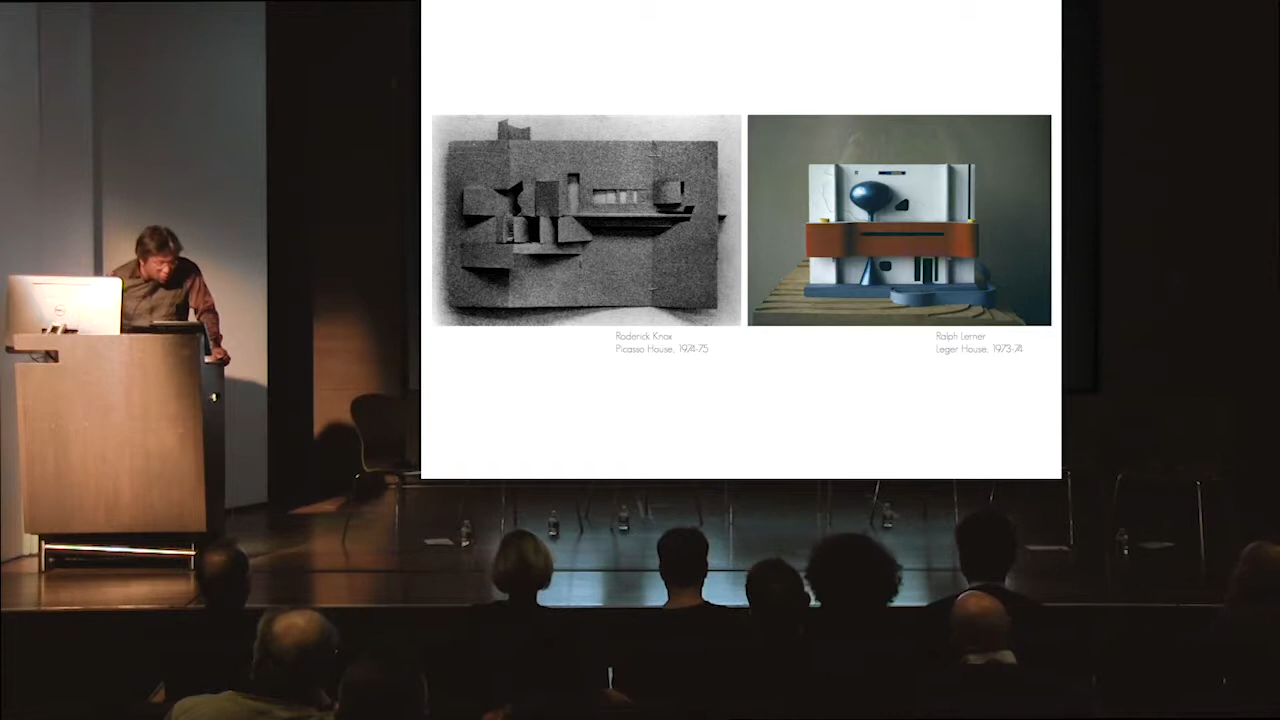 Roderick Knox
Picasso House, 1974-75
Ralph Lerner
Leger House, 1973-74